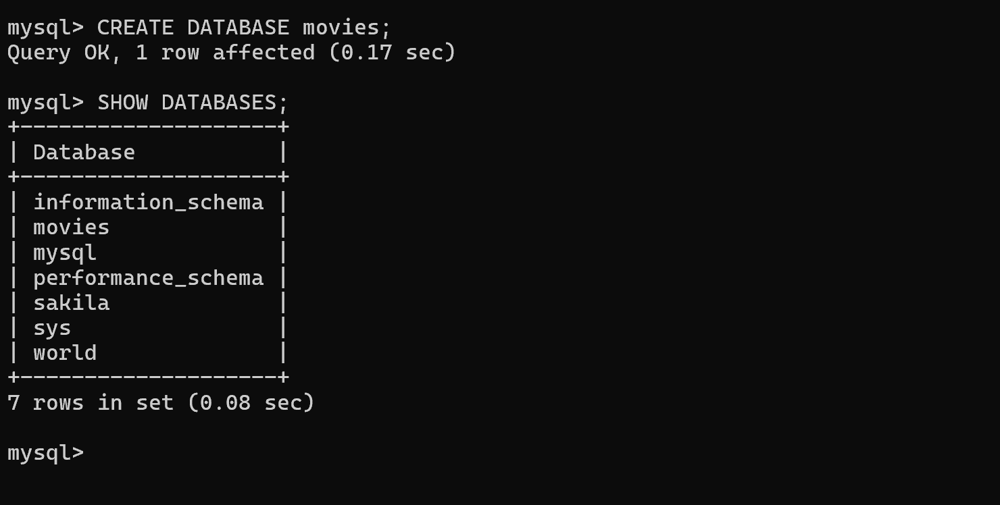 mysql> CREATE DATABASE movies;
Query OK, 1 row affected (0.17 sec)
mysql> SHOW DATABASES;
+--------------------+
| Database           |
+--------------------+
| information_schema |
| movies             |
| mysql              |
| performance_schema |
| sakila             |
| sys                |
| world              |
+--------------------+
7 rows in set (0.08 sec)
mysql>